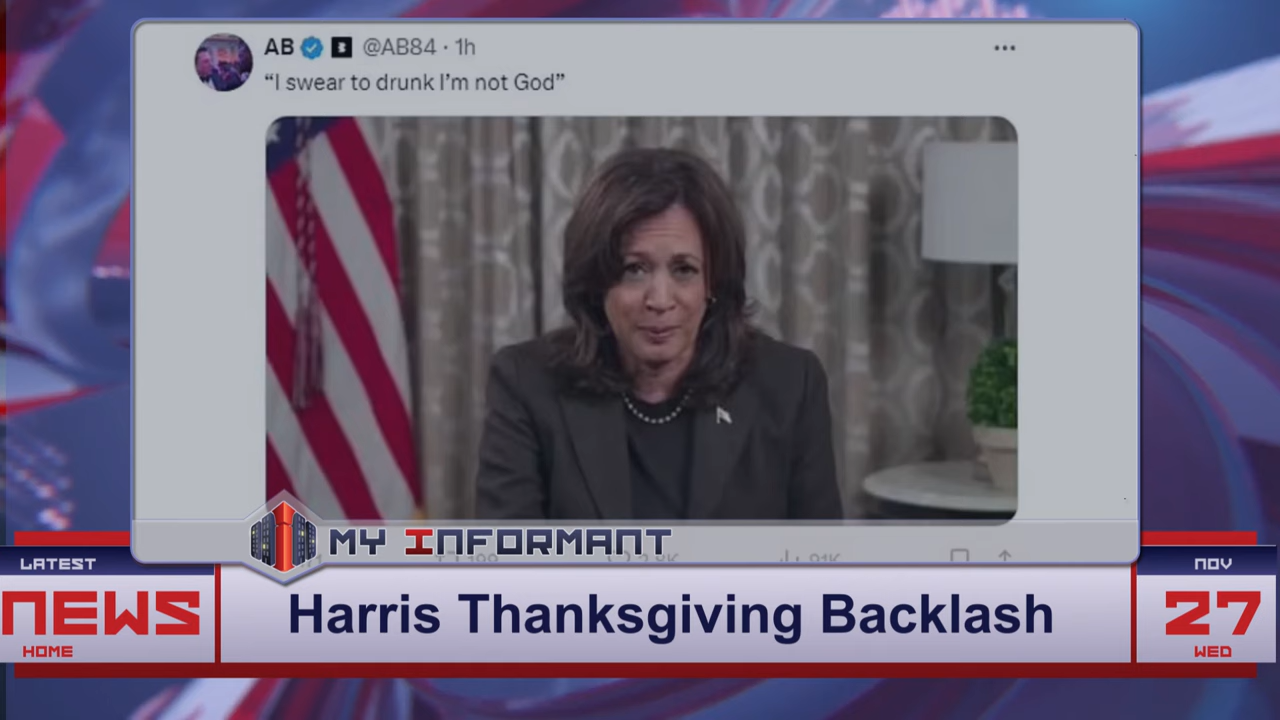 AB @AB84 · 1h
“I swear to drunk I’m not God”
MY INFORMANT
LATEST
NEWS
HOME
Harris Thanksgiving Backlash
NOV
27
WED